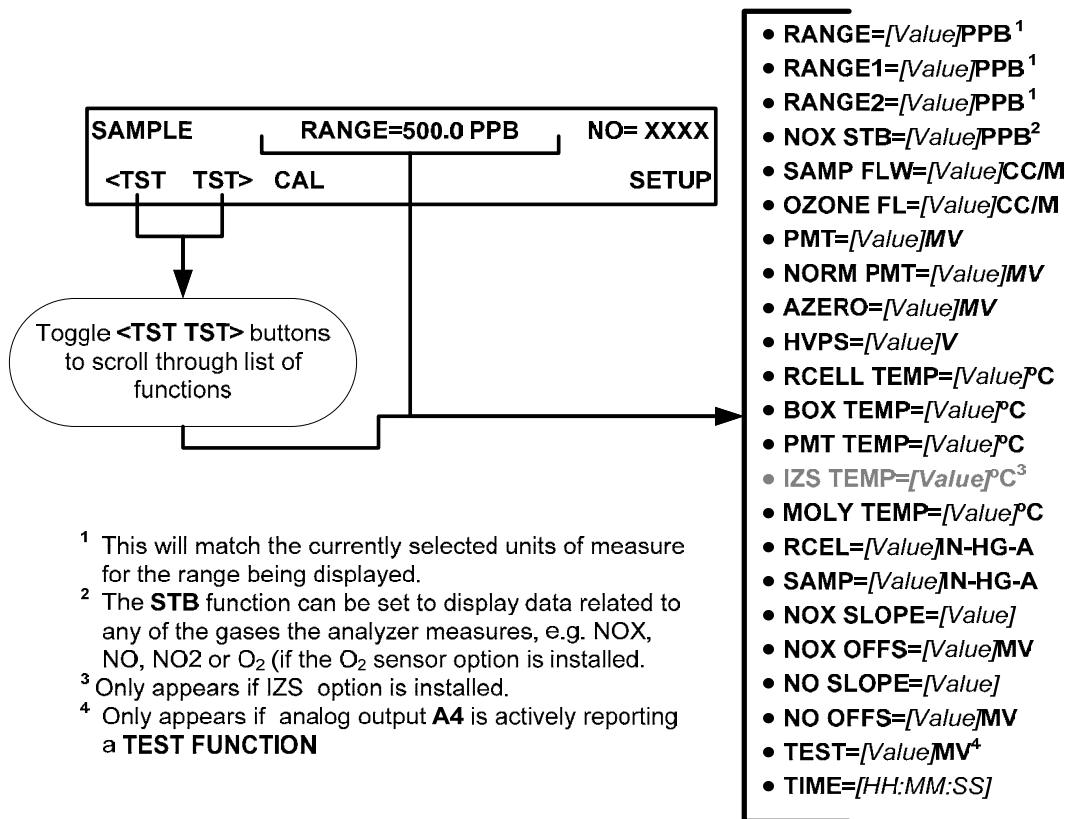 SAMPLE RANGE=500.0 PPB NO= XXXX
<TST TST> CAL SETUP
Toggle <TST TST> buttons
to scroll through list of
functions
• RANGE=[Value]PPB¹
• RANGE1=[Value]PPB¹
• RANGE2=[Value]PPB¹
• NOX STB=[Value]PPB²
• SAMP FLW=[Value]CC/M
• OZONE FL=[Value]CC/M
• PMT=[Value]MV
• NORM PMT=[Value]MV
• AZERO=[Value]MV
• HVPS=[Value]V
• RCELL TEMP=[Value]ºC
• BOX TEMP=[Value]ºC
• PMT TEMP=[Value]ºC
• IZS TEMP=[Value]ºC³
• MOLY TEMP=[Value]ºC
• RCEL=[Value]IN-HG-A
• SAMP=[Value]IN-HG-A
• NOX SLOPE=[Value]
• NOX OFFS=[Value]MV
• NO SLOPE=[Value]
• NO OFFS=[Value]MV
• TEST=[Value]MV⁴
• TIME=[HH:MM:SS]
¹ This will match the currently selected units of measure
for the range being displayed.
² The STB function can be set to display data related to
any of the gases the analyzer measures, e.g. NOX,
NO, NO2 or O₂ (if the O₂ sensor option is installed.
³ Only appears if IZS option is installed.
⁴ Only appears if analog output A4 is actively reporting
a TEST FUNCTION